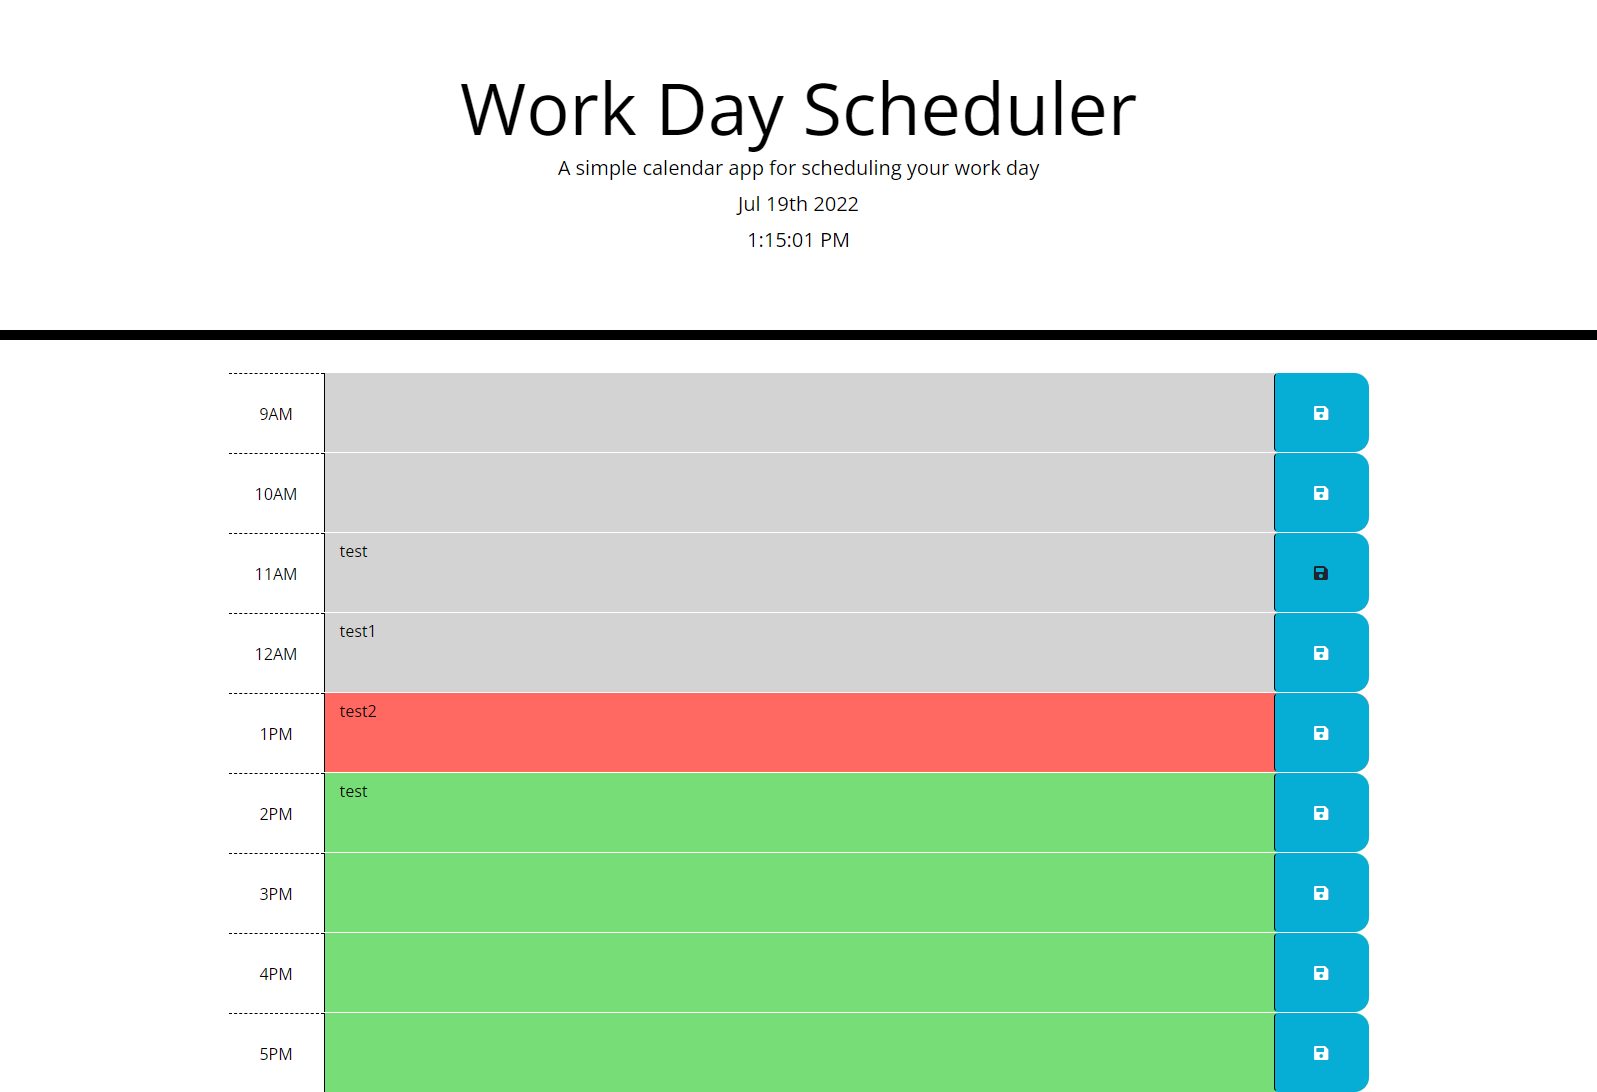 Work Day Scheduler
A simple calendar app for scheduling your work day
Jul 19th 2022
1:15:01 PM
9AM
10AM
11AM test
12AM test1
1PM test2
2PM test
3PM
4PM
5PM